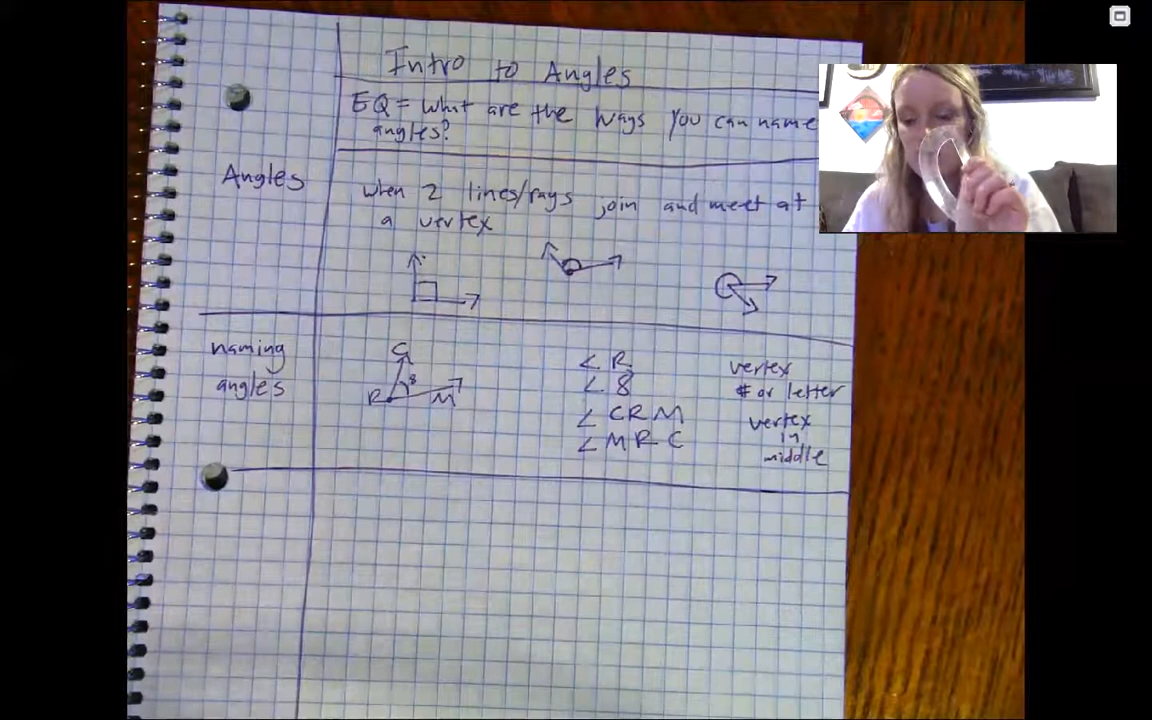 Intro to Angles
EQ = What are the ways you can name
angles?
Angles
when 2 lines/rays join and meet at
a vertex
naming
angles
C
8
R
M
∠ R
∠ 8
∠ CRM
∠ MRC
vertex
# or letter
vertex
in
middle